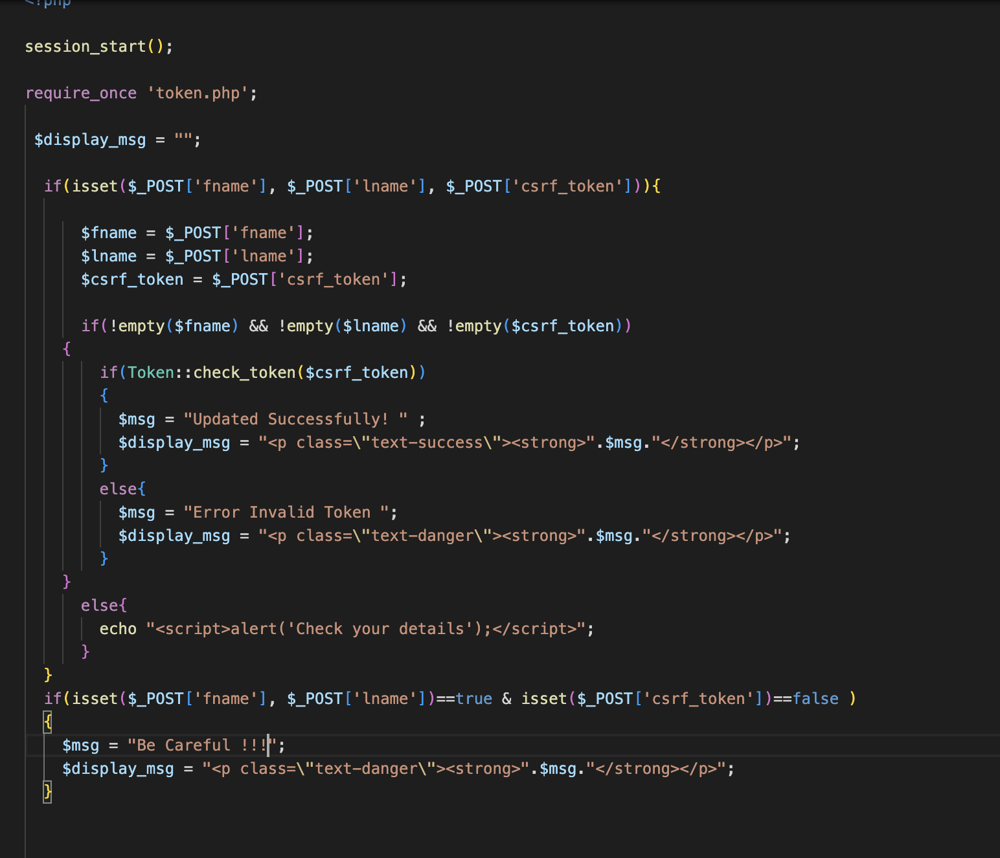 <?php
session_start();
require_once 'token.php';
$display_msg = "";
if(isset($_POST['fname'], $_POST['lname'], $_POST['csrf_token'])){
$fname = $_POST['fname'];
$lname = $_POST['lname'];
$csrf_token = $_POST['csrf_token'];
if(!empty($fname) && !empty($lname) && !empty($csrf_token))
{
if(Token::check_token($csrf_token))
{
$msg = "Updated Successfully! " ;
$display_msg = "<p class=\"text-success\"><strong>".$msg."</strong></p>";
}
else{
$msg = "Error Invalid Token ";
$display_msg = "<p class=\"text-danger\"><strong>".$msg."</strong></p>";
}
}
else{
echo "<script>alert('Check your details');</script>";
}
}
if(isset($_POST['fname'], $_POST['lname'])==true & isset($_POST['csrf_token'])==false )
{
$msg = "Be Careful !!!";
$display_msg = "<p class=\"text-danger\"><strong>".$msg."</strong></p>";
}